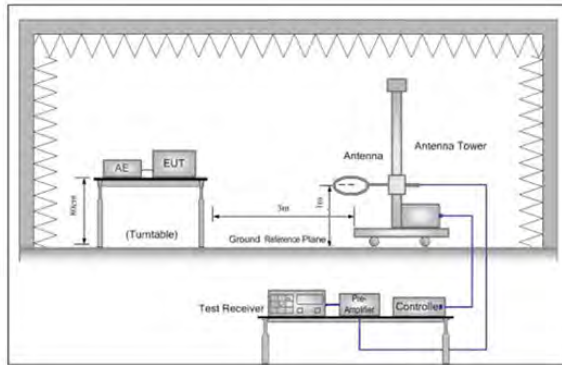 Antenna Tower
Antenna
AE
EUT
80cm
(Turntable)
3m
1m
Ground Reference Plane
Test Receiver
Pre-
Amplifier
Controller